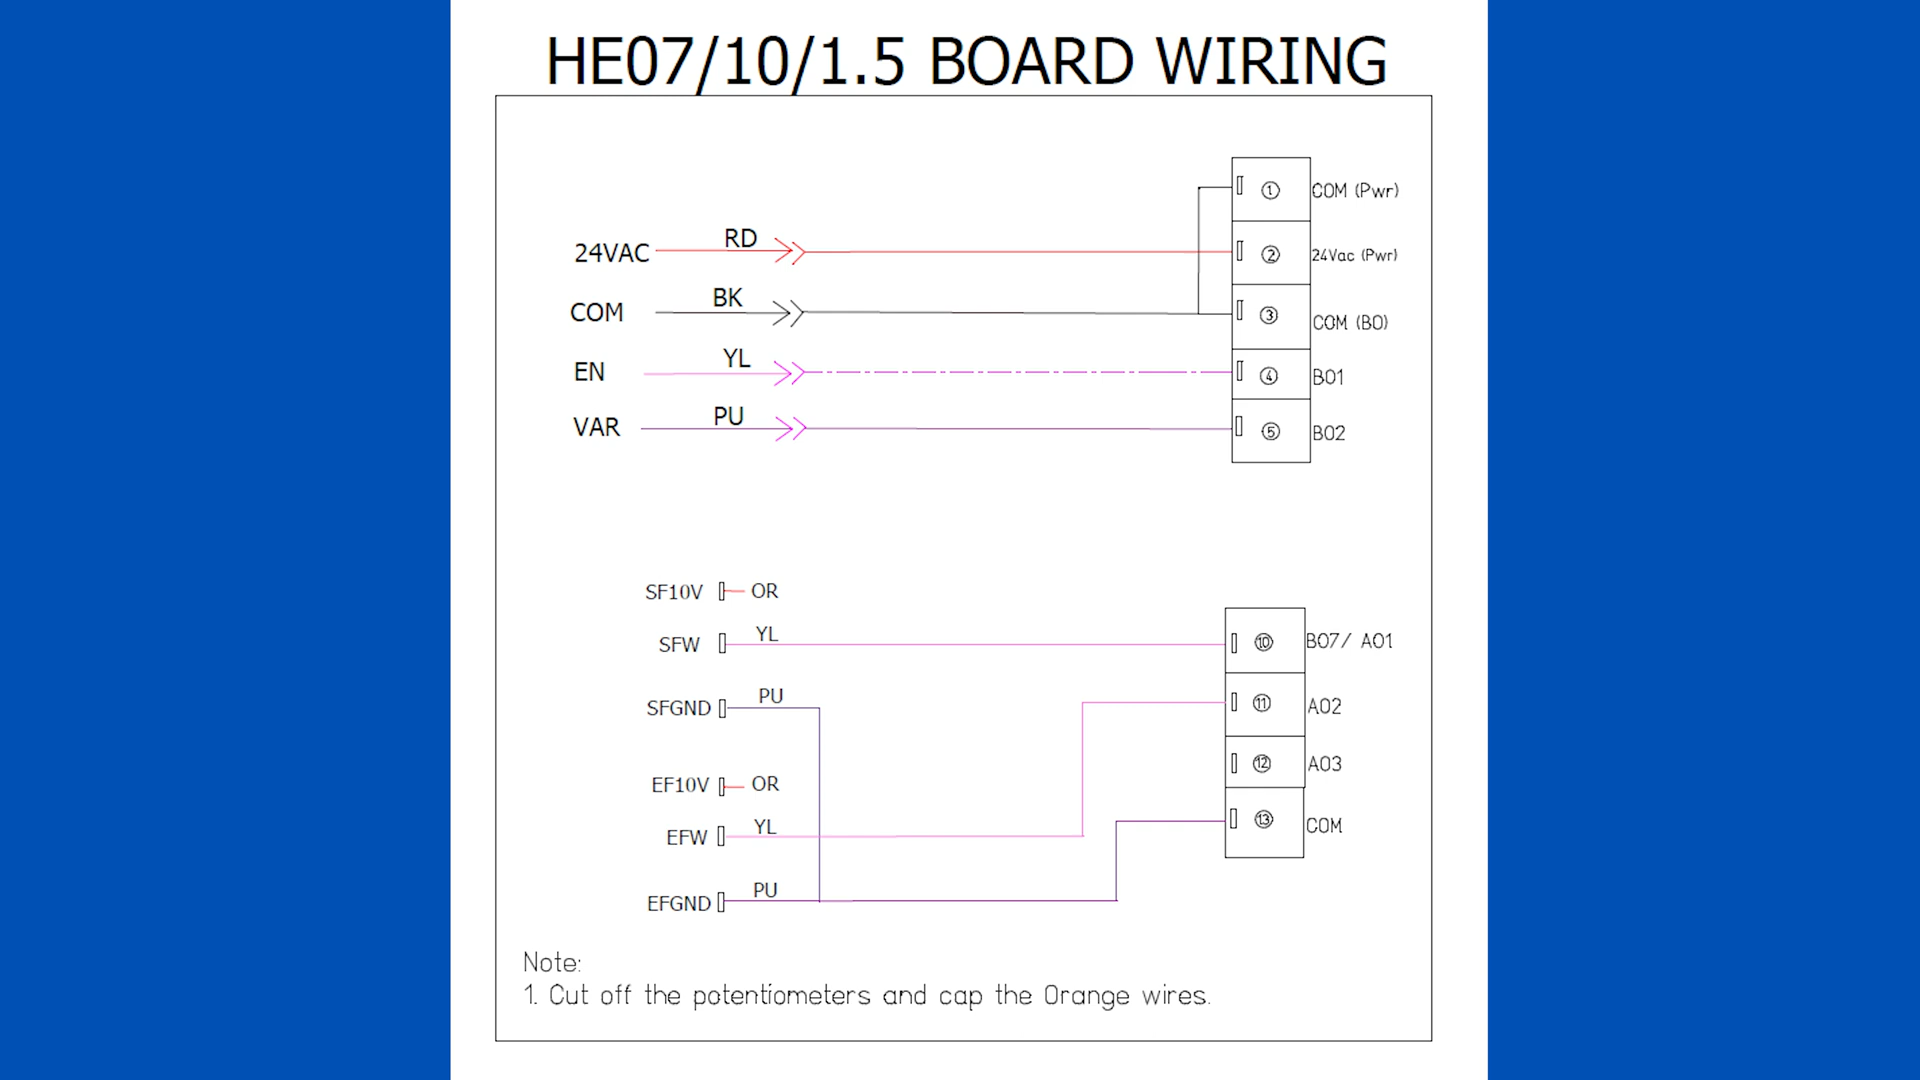 HE07/10/1.5 BOARD WIRING
① COM (Pwr)
24VAC RD ② 24Vac (Pwr)
COM BK ③ COM (BO)
EN YL ④ BO1
VAR PU ⑤ BO2
SF10V OR
SFW YL ⑩ BO7/ AO1
SFGND PU ⑪ AO2
⑫ AO3
EF10V OR
EFW YL ⑬ COM
EFGND PU
Note:
1. Cut off the potentiometers and cap the Orange wires.